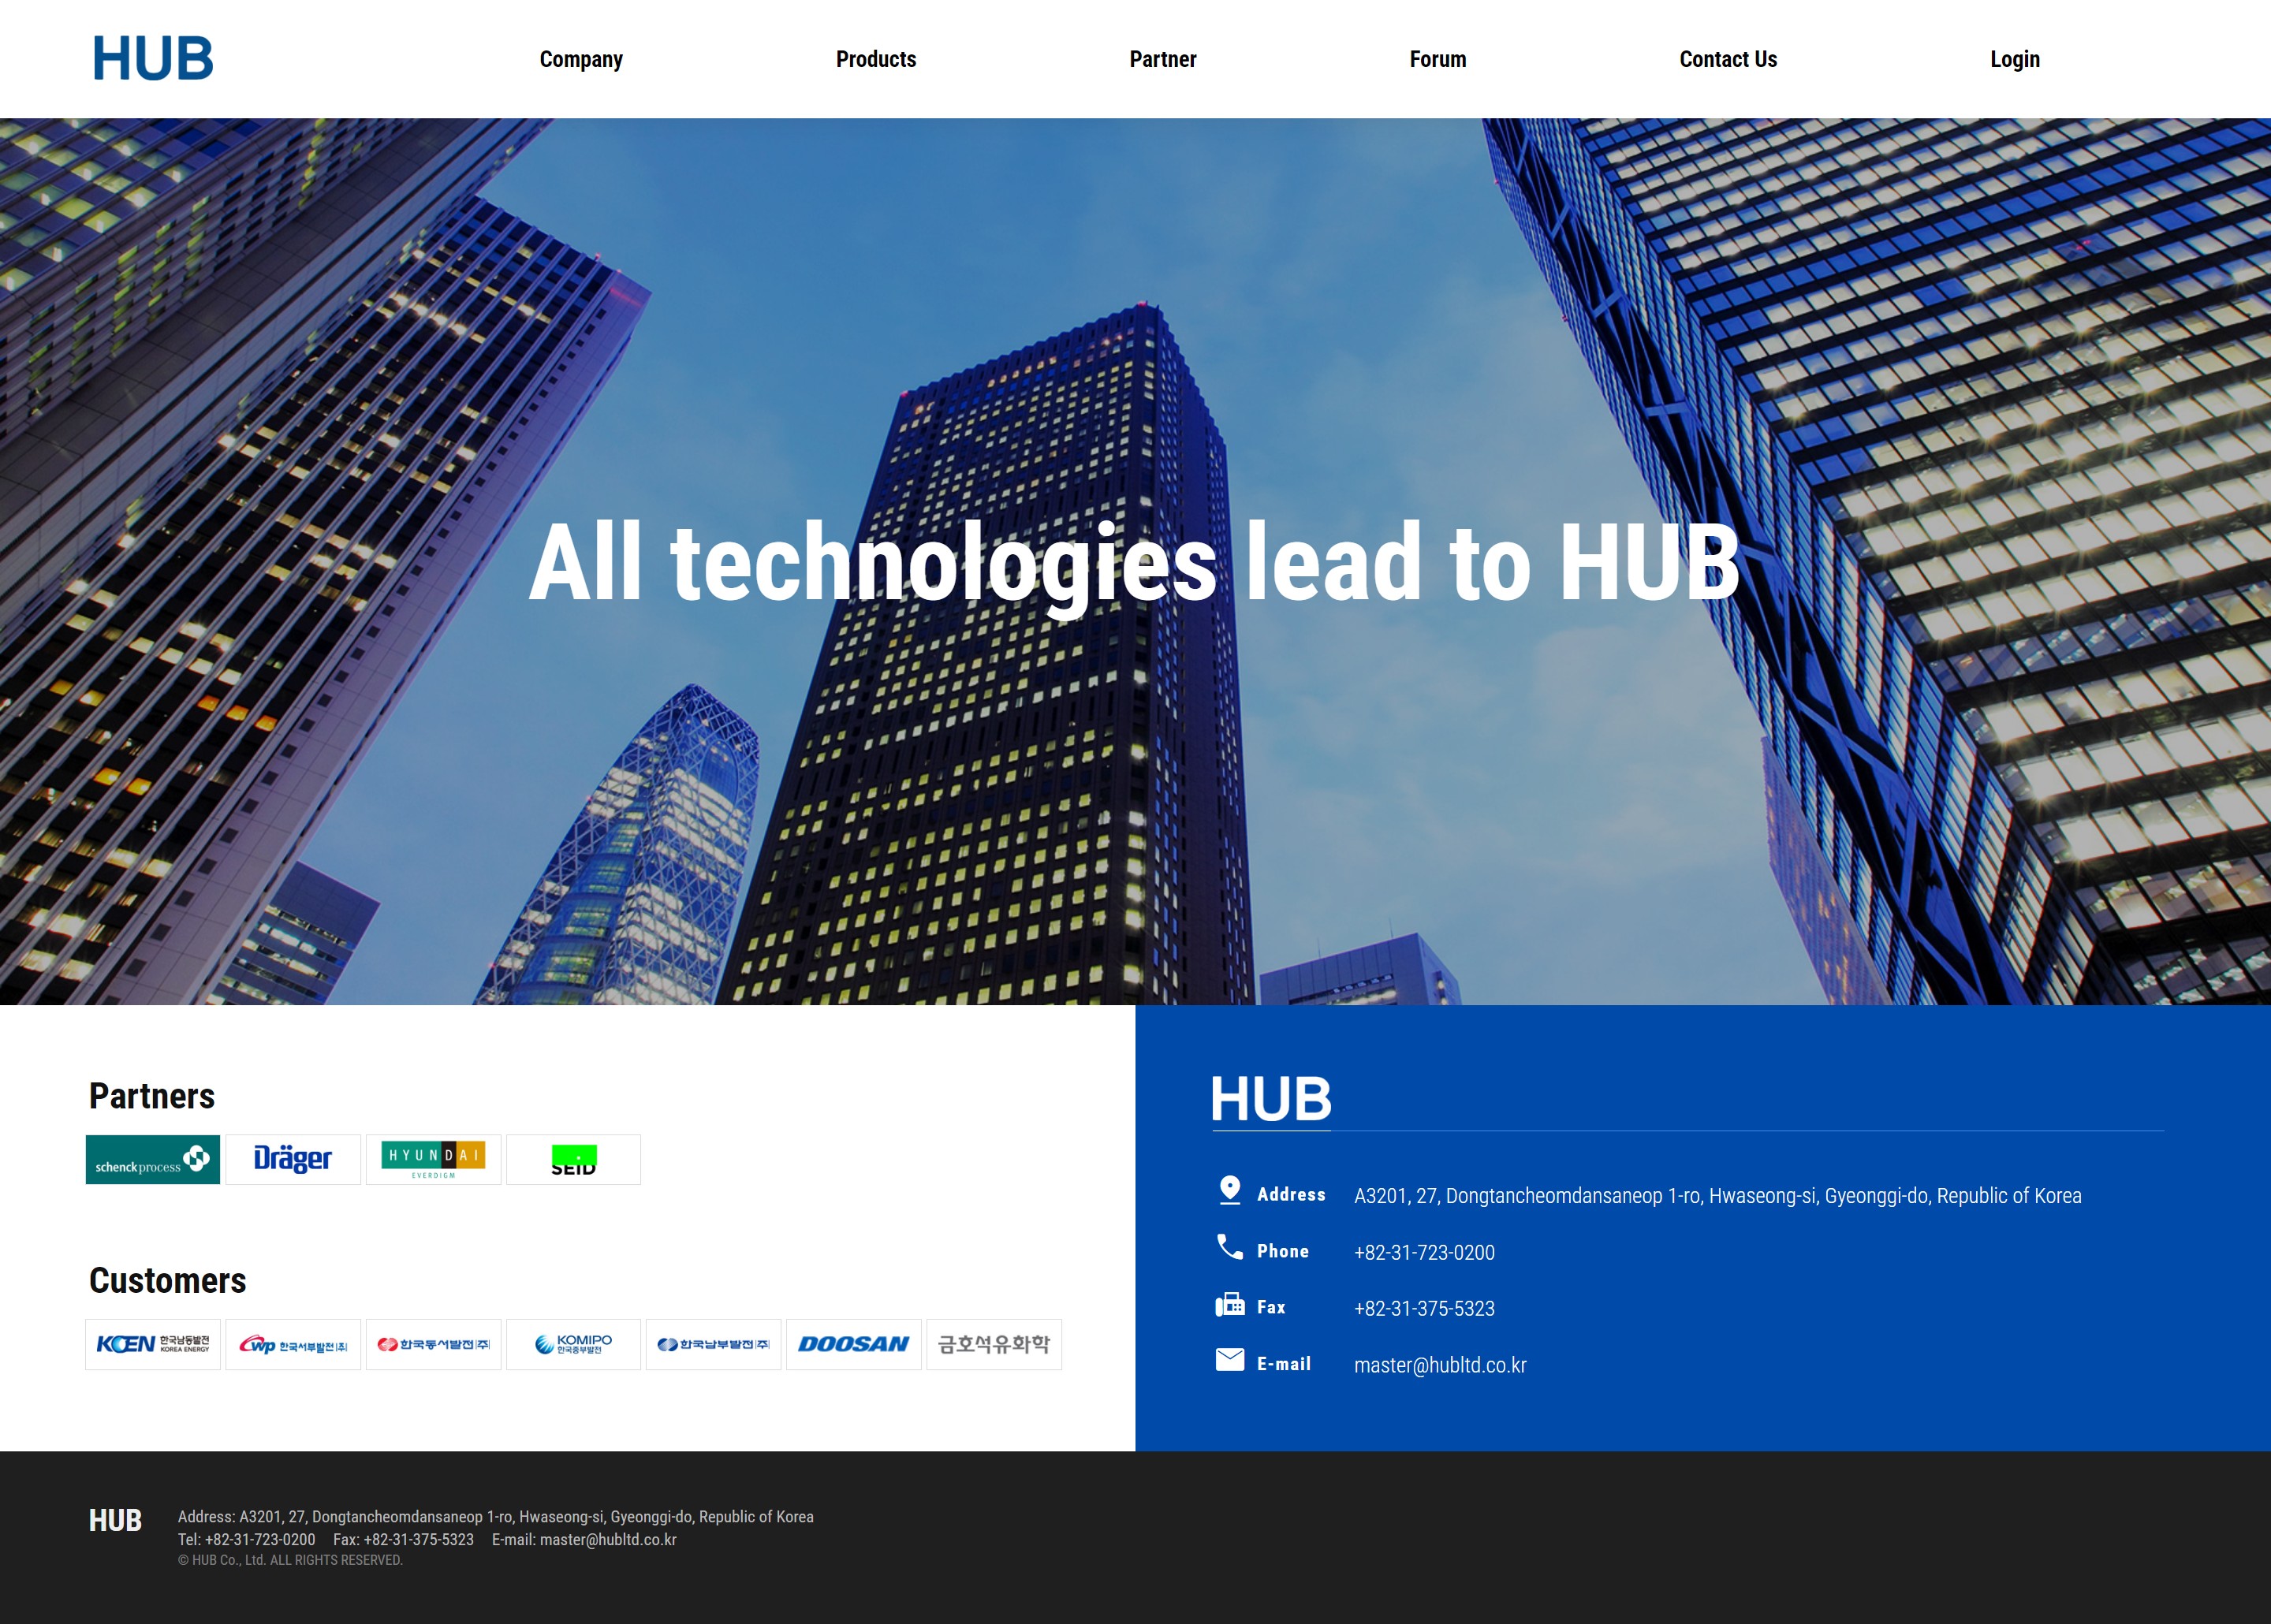 HUB
Company Products Partner Forum Contact Us Login
All technologies lead to HUB
Partners
schenck process Dräger HYUNDAI EVERDIGM SEID
Customers
KOEN 한국남동발전 KOREA ENERGY
wp 한국서부발전(주)
한국동서발전(주)
KOMIPO 한국중부발전
한국남부발전(주)
DOOSAN
금호석유화학
HUB
Address A3201, 27, Dongtancheomdansaneop 1-ro, Hwaseong-si, Gyeonggi-do, Republic of Korea
Phone +82-31-723-0200
Fax +82-31-375-5323
E-mail master@hubltd.co.kr
HUB
Address: A3201, 27, Dongtancheomdansaneop 1-ro, Hwaseong-si, Gyeonggi-do, Republic of Korea
Tel: +82-31-723-0200 Fax: +82-31-375-5323 E-mail: master@hubltd.co.kr
© HUB Co., Ltd. ALL RIGHTS RESERVED.